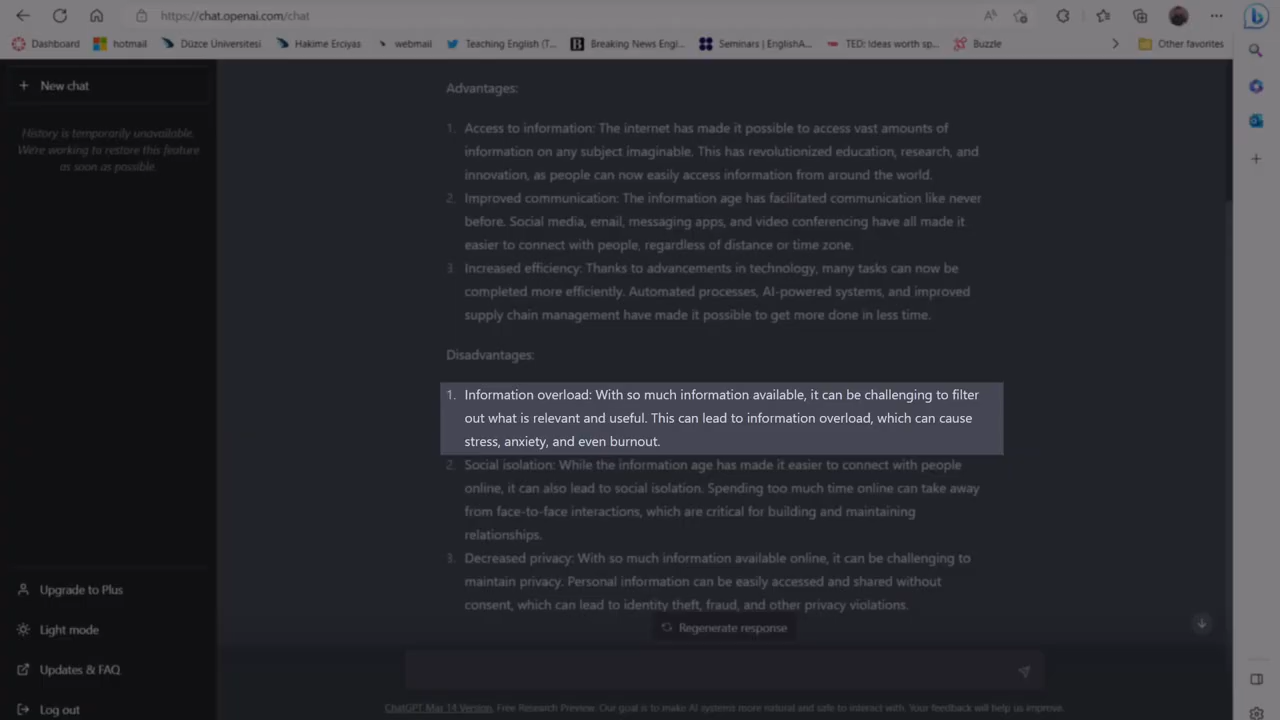 https://chat.openai.com/chat
Dashboard
hotmail
Düzce Üniversitesi
Hakime Erciyas
webmail
Teaching English (T...
Breaking News Engl...
Seminars | EnglishA...
TED: Ideas worth sp...
Buzzle
Other favorites
+ New chat
History is temporarily unavailable.
We're working to restore this feature
as soon as possible.
Advantages:
1. Access to information: The internet has made it possible to access vast amounts of
information on any subject imaginable. This has revolutionized education, research, and
innovation, as people can now easily access information from around the world.
2. Improved communication: The information age has facilitated communication like never
before. Social media, email, messaging apps, and video conferencing have all made it
easier to connect with people, regardless of distance or time zone.
3. Increased efficiency: Thanks to advancements in technology, many tasks can now be
completed more efficiently. Automated processes, AI-powered systems, and improved
supply chain management have made it possible to get more done in less time.
Disadvantages:
1. Information overload: With so much information available, it can be challenging to filter
out what is relevant and useful. This can lead to information overload, which can cause
stress, anxiety, and even burnout.
2. Social isolation: While the information age has made it easier to connect with people
online, it can also lead to social isolation. Spending too much time online can take away
from face-to-face interactions, which are critical for building and maintaining
relationships.
3. Decreased privacy: With so much information available online, it can be challenging to
maintain privacy. Personal information can be easily accessed and shared without
consent, which can lead to identity theft, fraud, and other privacy violations.
Regenerate response
Upgrade to Plus
Light mode
Updates & FAQ
Log out
ChatGPT Mar 14 Version. Free Research Preview. Our goal is to make AI systems more natural and safe to interact with. Your feedback will help us improve.